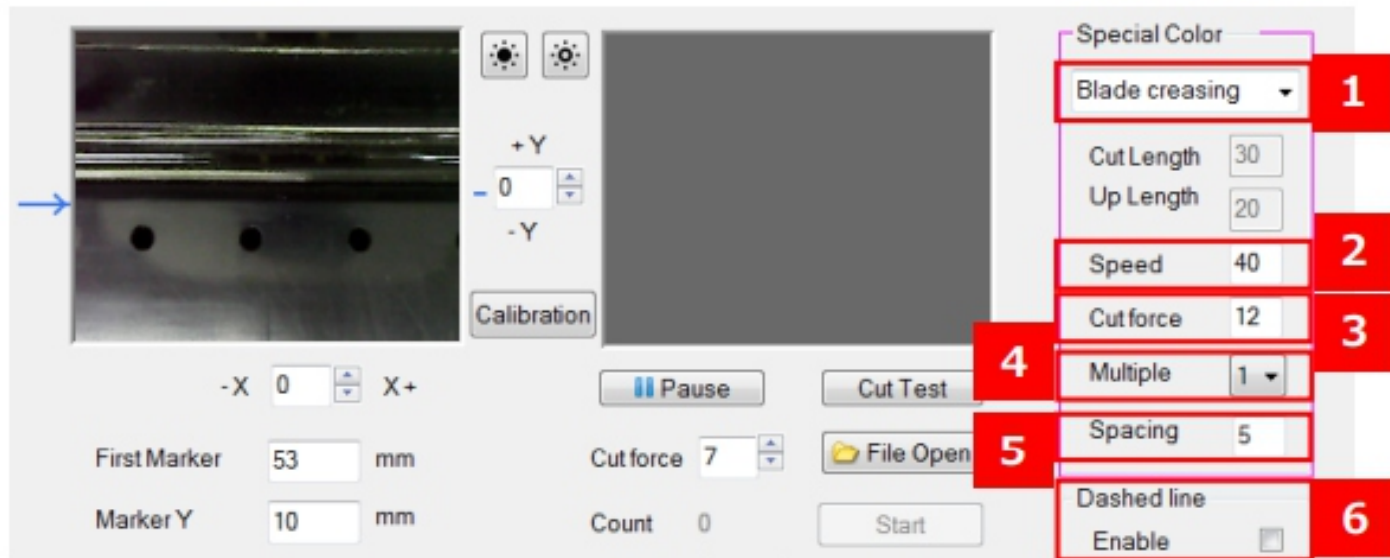 Special Color
Blade creasing
1
Cut Length 30
Up Length 20
2
Speed 40
Cut force 12
3
4
Multiple 1
5
Spacing 5
Dashed line
Enable
6
+ Y
0
- Y
Calibration
- X 0 X +
Pause
Cut Test
First Marker 53 mm
Cut force 7
File Open
Marker Y 10 mm
Count 0
Start